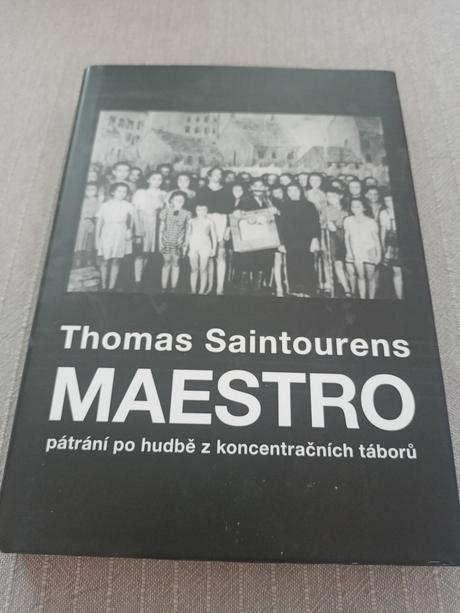 Thomas Saintourens
MAESTRO
pátrání po hudbě z koncentračních táborů